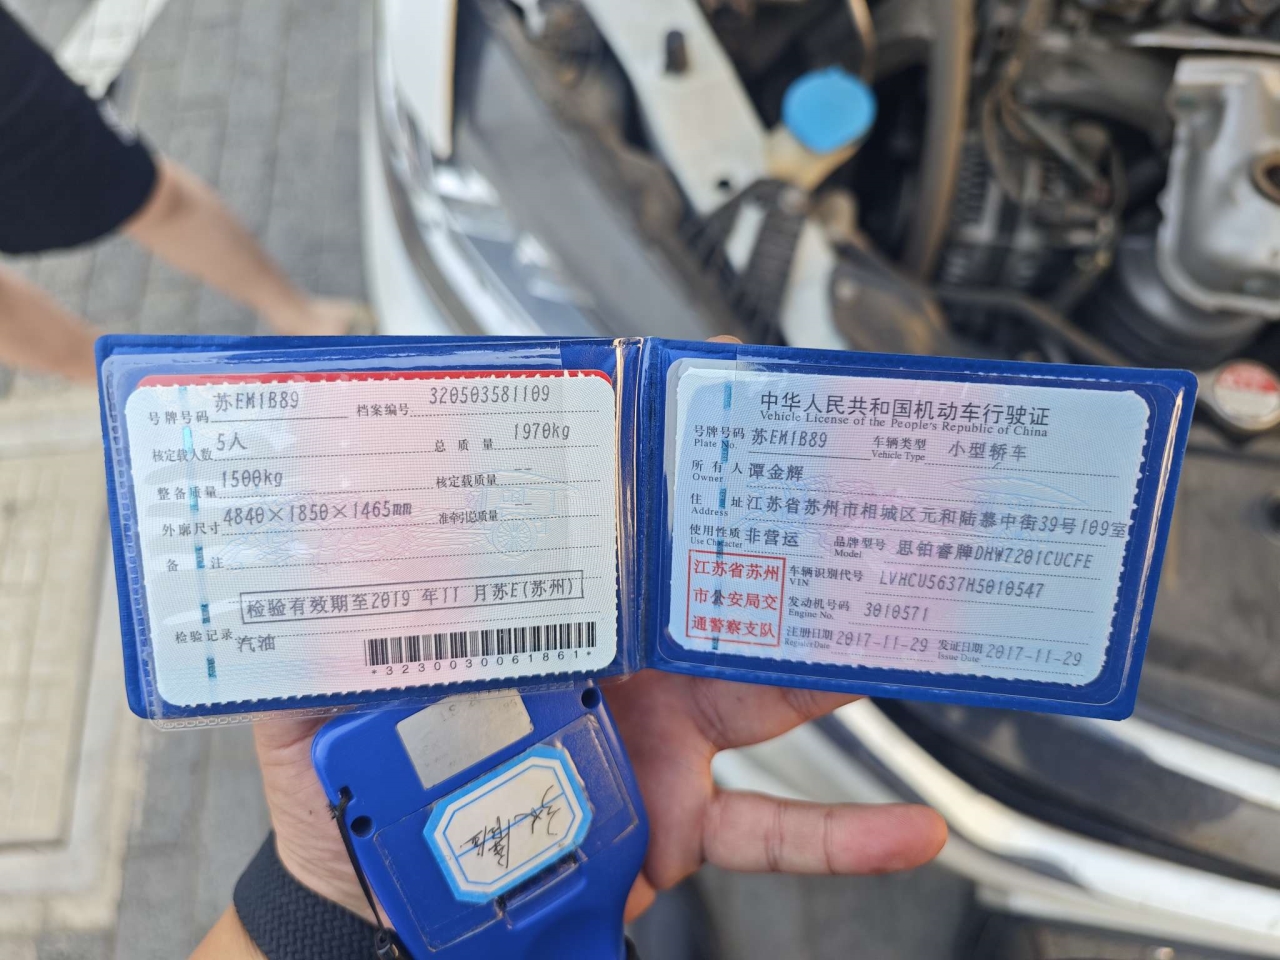 号牌号码 苏EM1B89 档案编号 320503581109
核定载人数 5人 总质量 1970kg
整备质量 1500kg 核定载质量 --
外廓尺寸 4840×1850×1465mm 准牵引总质量 --
备注
检验有效期至2019 年11 月苏E(苏州)
检验记录 汽油
*3230030061861*
中华人民共和国机动车行驶证
Vehicle License of the People's Republic of China
号牌号码 苏EM1B89 车辆类型 小型轿车
Plate No. Vehicle Type
所有人 谭金辉
Owner
住址 江苏省苏州市相城区元和陆慕中街39号109室
Address
使用性质 非营运 品牌型号 思铂睿牌DHW7201CUCFE
Use Character Model
江苏省苏州
市公安局交
通警察支队
车辆识别代号 LVHCU5637H5010547
VIN
发动机号码 3010571
Engine No.
注册日期 2017-11-29 发证日期 2017-11-29
Register Date Issue Date